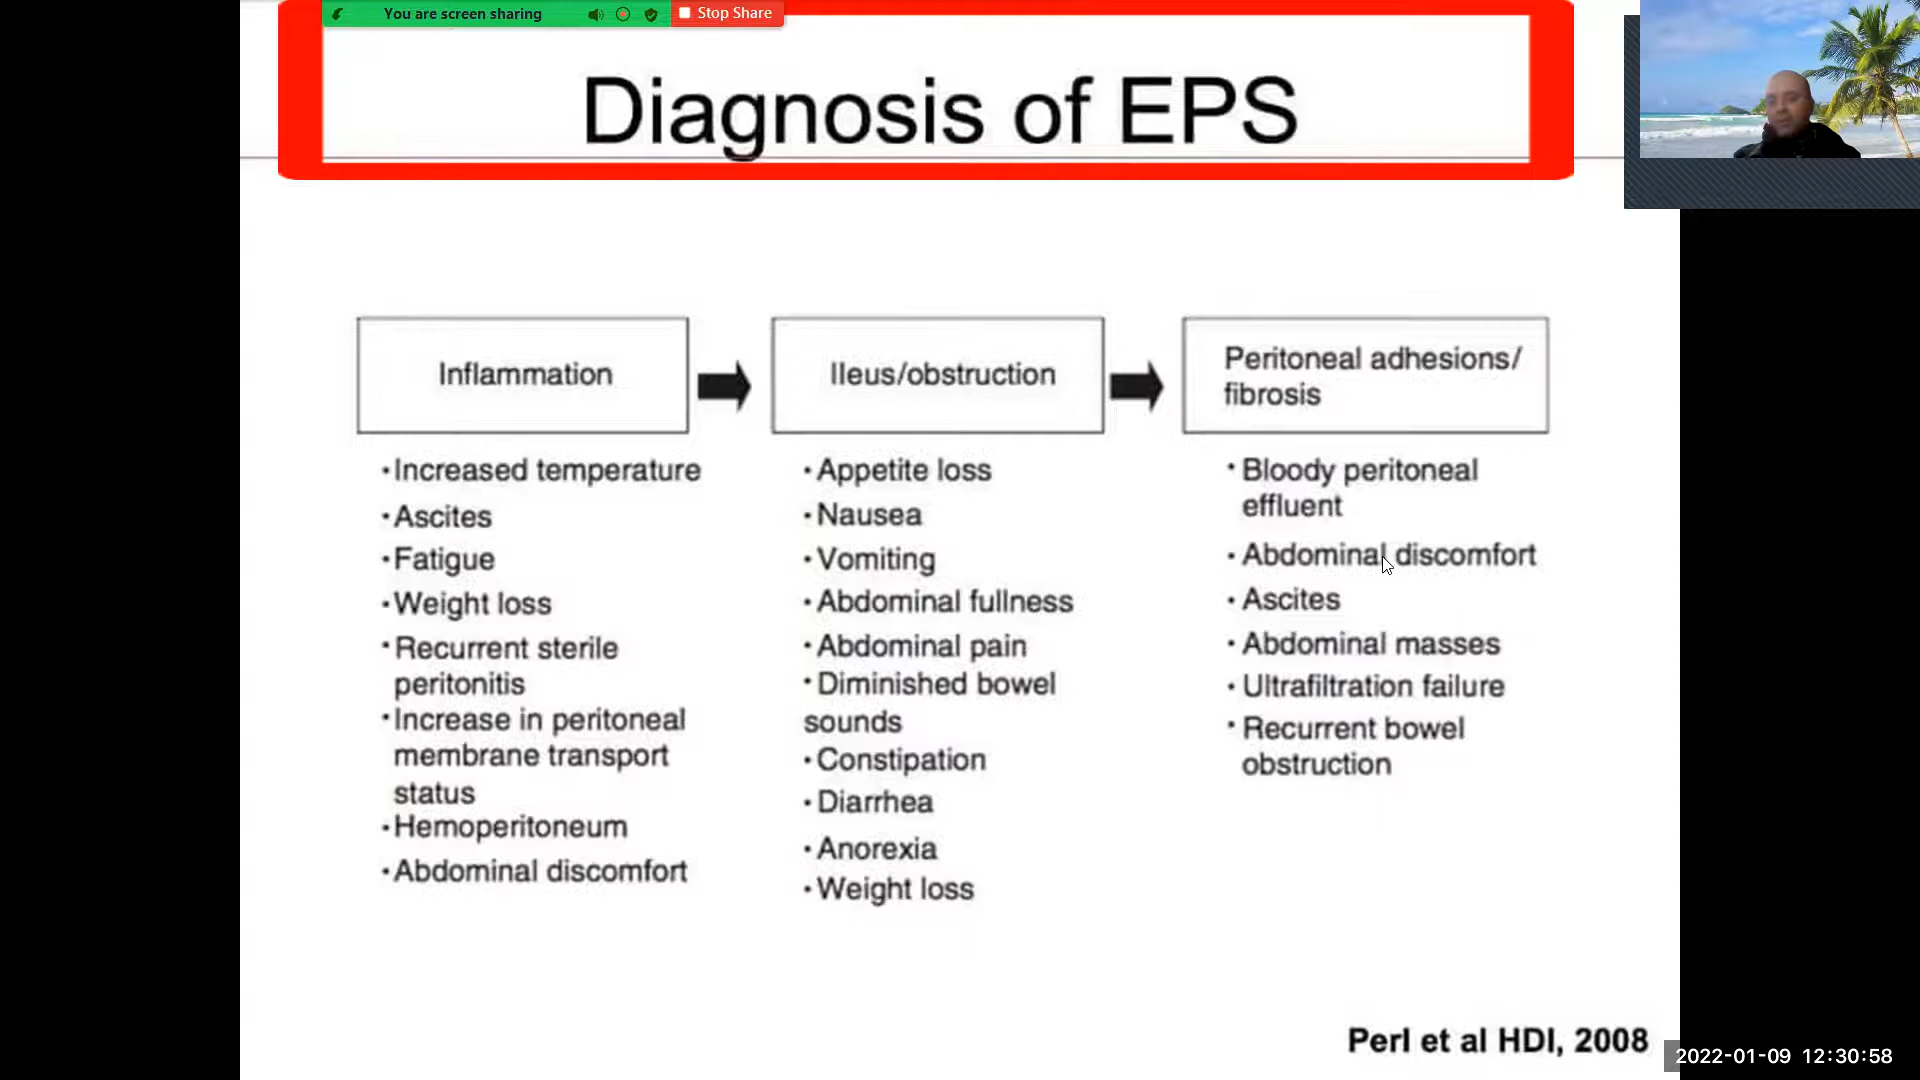 You are screen sharing
Stop Share
Diagnosis of EPS
Inflammation
•Increased temperature
•Ascites
•Fatigue
•Weight loss
•Recurrent sterile
peritonitis
•Increase in peritoneal
membrane transport
status
•Hemoperitoneum
•Abdominal discomfort
Ileus/obstruction
•Appetite loss
•Nausea
•Vomiting
•Abdominal fullness
•Abdominal pain
•Diminished bowel
sounds
•Constipation
•Diarrhea
•Anorexia
•Weight loss
Peritoneal adhesions/
fibrosis
•Bloody peritoneal
effluent
•Abdominal discomfort
•Ascites
•Abdominal masses
•Ultrafiltration failure
•Recurrent bowel
obstruction
Perl et al HDI, 2008
2022-01-09 12:30:58